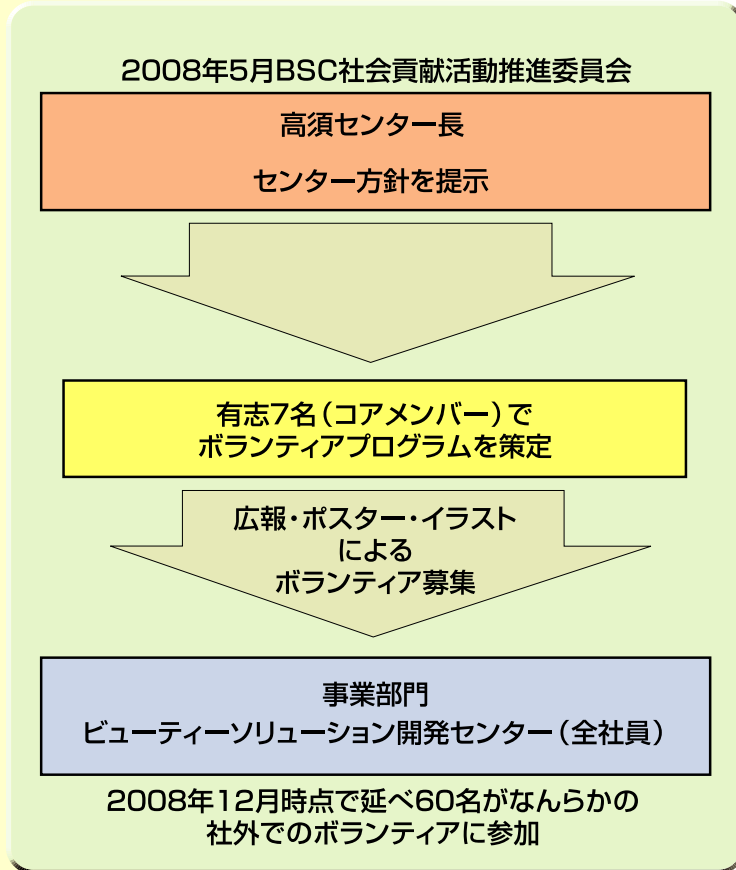 2008年5月BSC社会貢献活動推進委員会
高須センター長
センター方針を提示
有志7名(コアメンバー)で
ボランティアプログラムを策定
広報・ポスター・イラスト
による
ボランティア募集
事業部門
ビューティーソリューション開発センター(全社員)
2008年12月時点で延べ60名がなんらかの
社外でのボランティアに参加